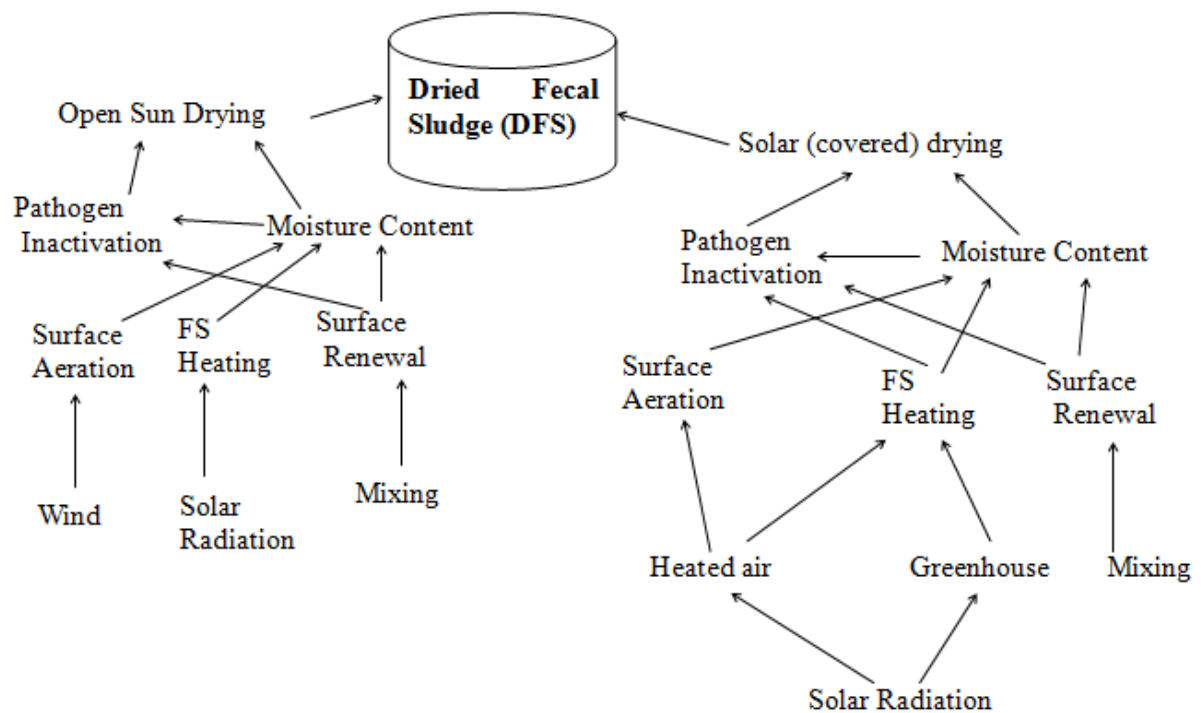 Dried Fecal
Sludge (DFS)
Open Sun Drying
Solar (covered) drying
Pathogen
Inactivation
Moisture Content
Pathogen
Inactivation
Moisture Content
Surface
Aeration
FS
Heating
Surface
Renewal
Surface
Aeration
FS
Heating
Surface
Renewal
Wind
Solar
Radiation
Mixing
Heated air
Greenhouse
Mixing
Solar Radiation